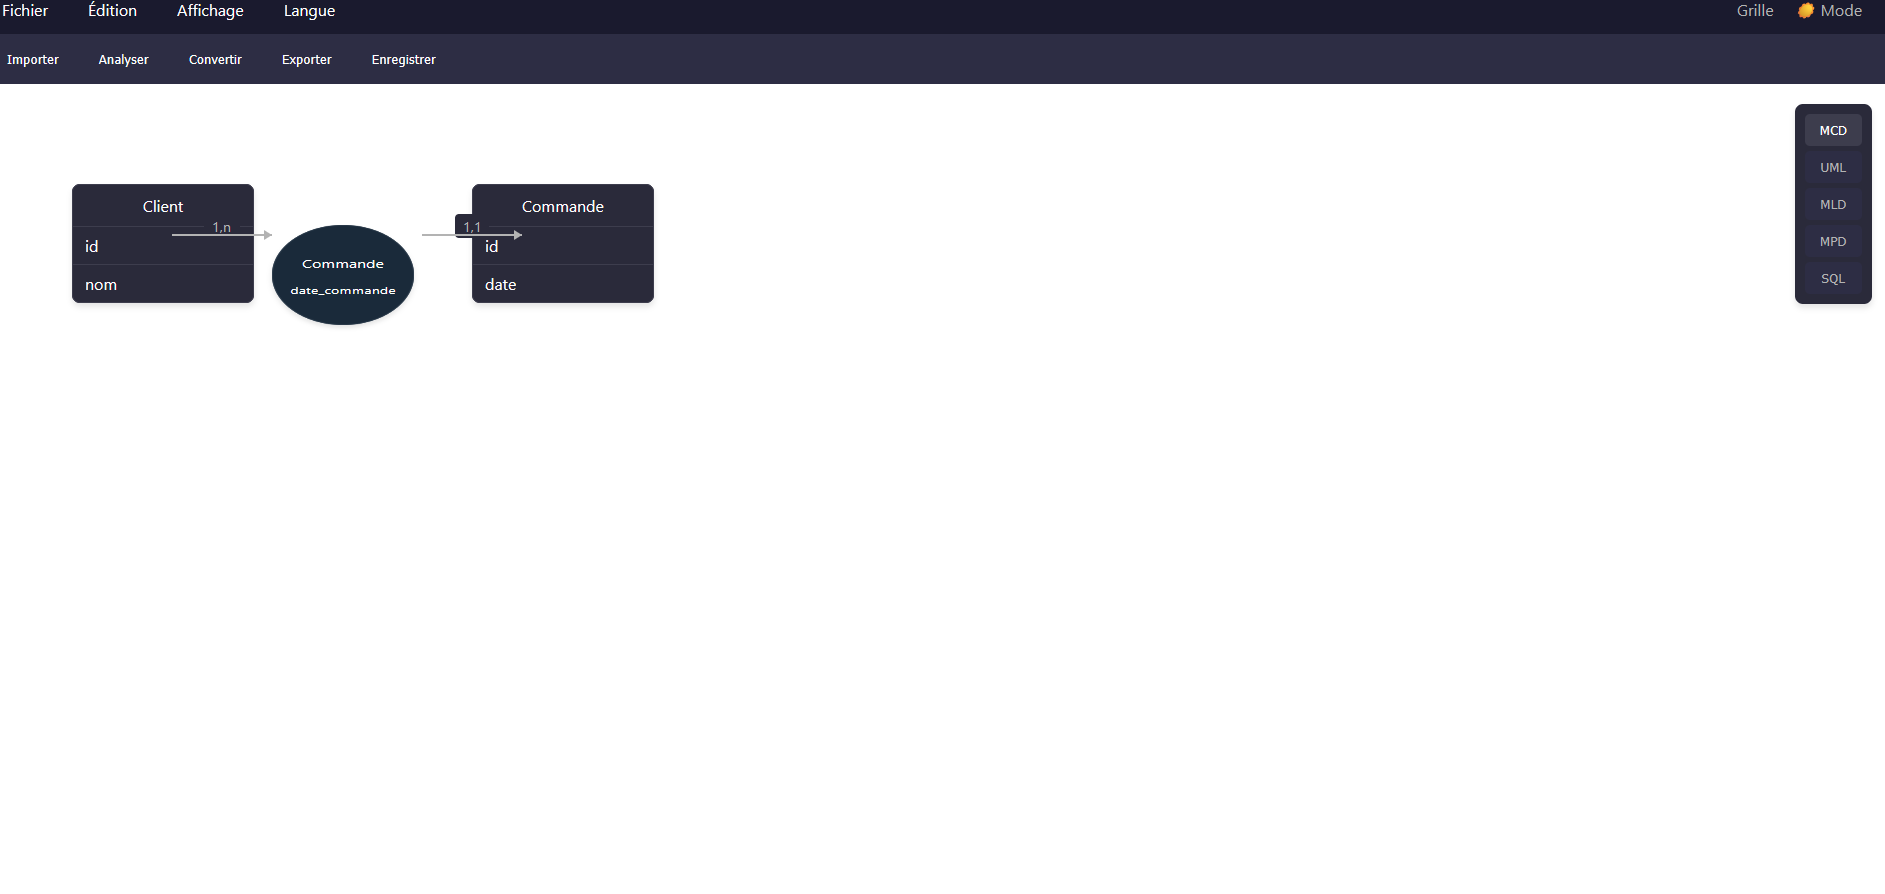 Fichier Édition Affichage Langue Grille Mode
Importer Analyser Convertir Exporter Enregistrer
MCD
UML
MLD
MPD
SQL
Client
1,n
id
nom
Commande
date_commande
Commande
1,1
id
date